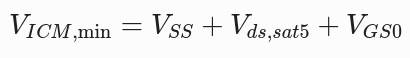 V_{ICM,min} = V_{SS} + V_{ds,sat5} + V_{GS0}